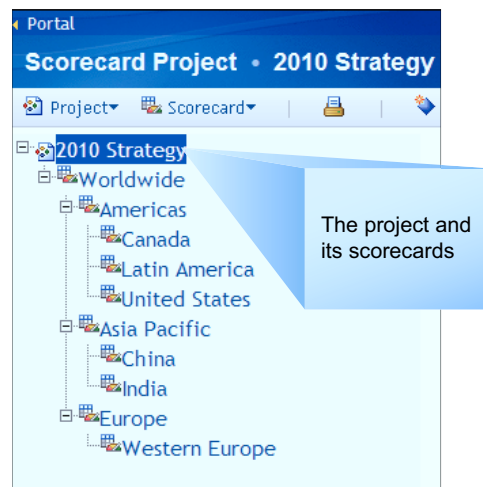 Portal
Scorecard Project • 2010 Strategy
Project Scorecard
2010 Strategy
Worldwide
Americas
Canada
Latin America
United States
Asia Pacific
China
India
Europe
Western Europe
The project and
its scorecards